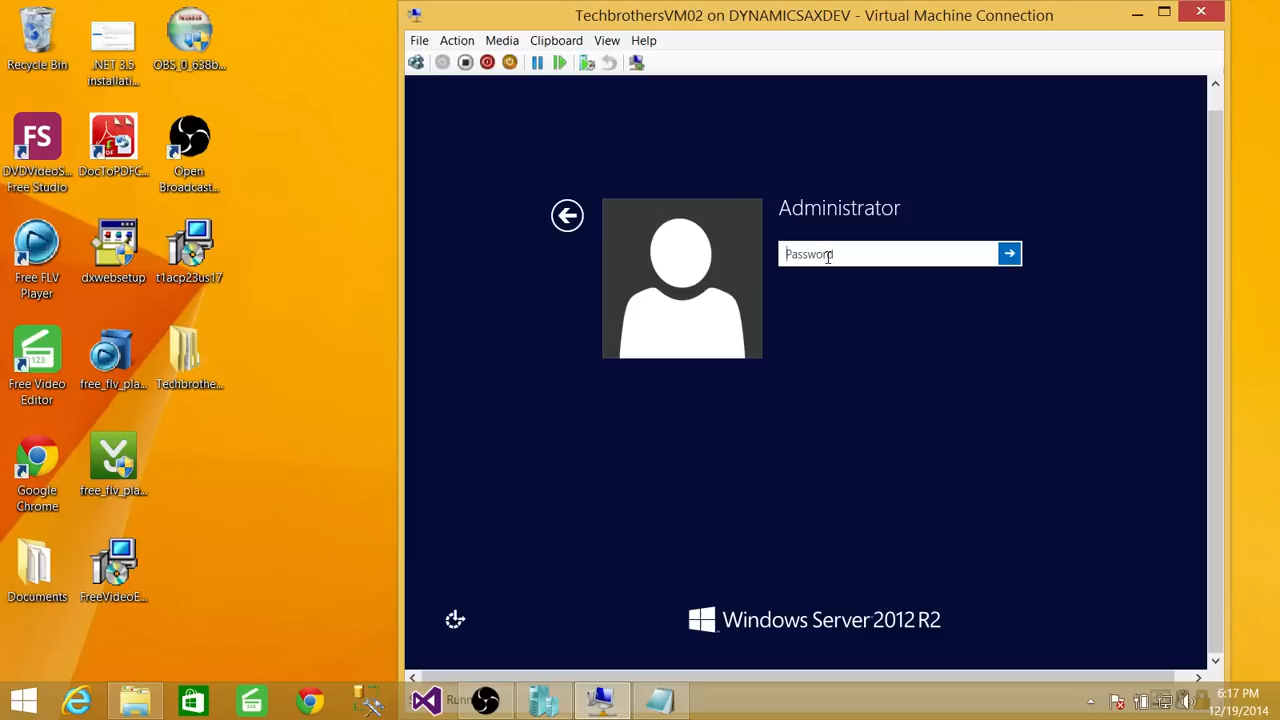 TechbrothersVM02 on DYNAMICSAXDEV - Virtual Machine Connection
File Action Media Clipboard View Help
Recycle Bin
.NET 3.5 installati...
OBS_0_638b...
FS
DVDVideoS... Free Studio
DocToPDFC...
Open Broadcast...
Free FLV Player
dxwebsetup
t1acp23us17
123
Free Video Editor
free_flv_pla...
Techbrothe...
Google Chrome
free_flv_pla...
Documents
FreeVideoE...
Administrator
Password
Windows Server 2012 R2
6:17 PM
12/19/2014